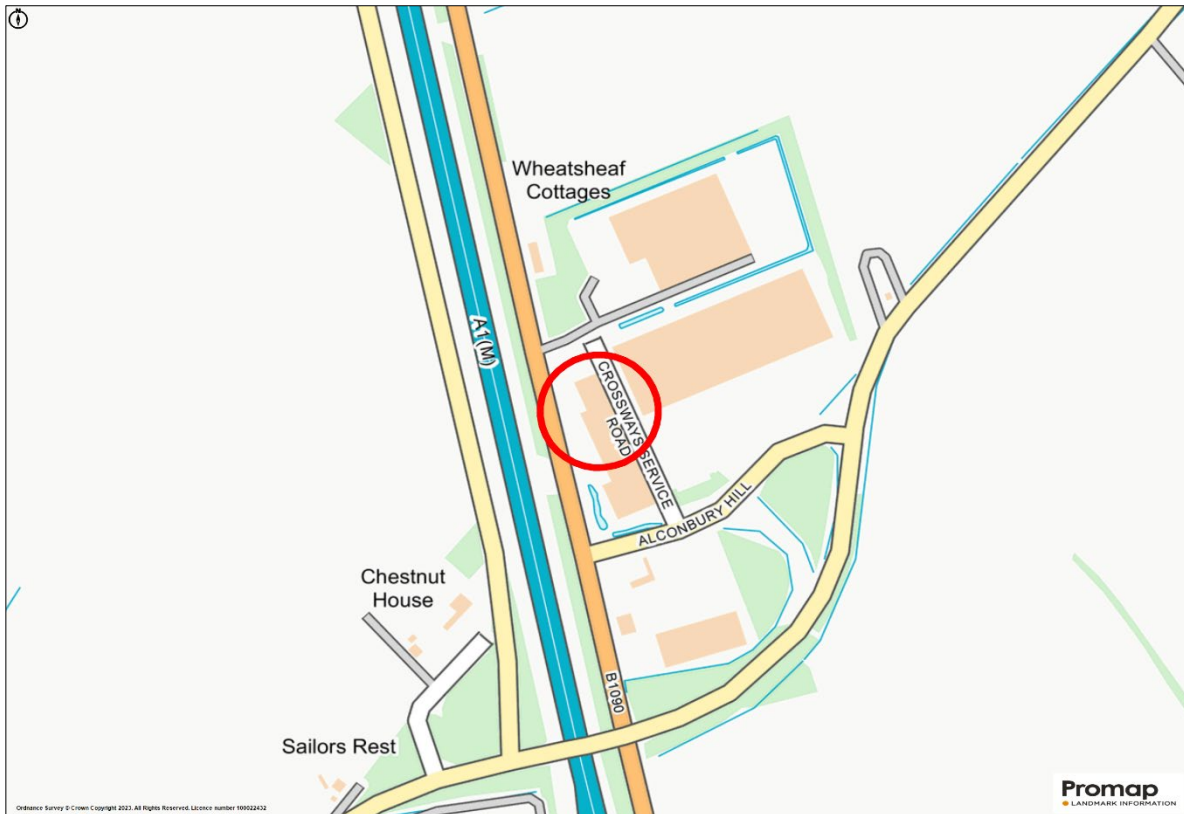 Wheatsheaf
Cottages
A1(M)
CROSSWAYS SERVICE
ROAD
ALCONBURY HILL
Chestnut
House
B1090
Sailors Rest
Ordnance Survey © Crown Copyright 2023. All Rights Reserved. Licence number 100022432
Promap
LANDMARK INFORMATION